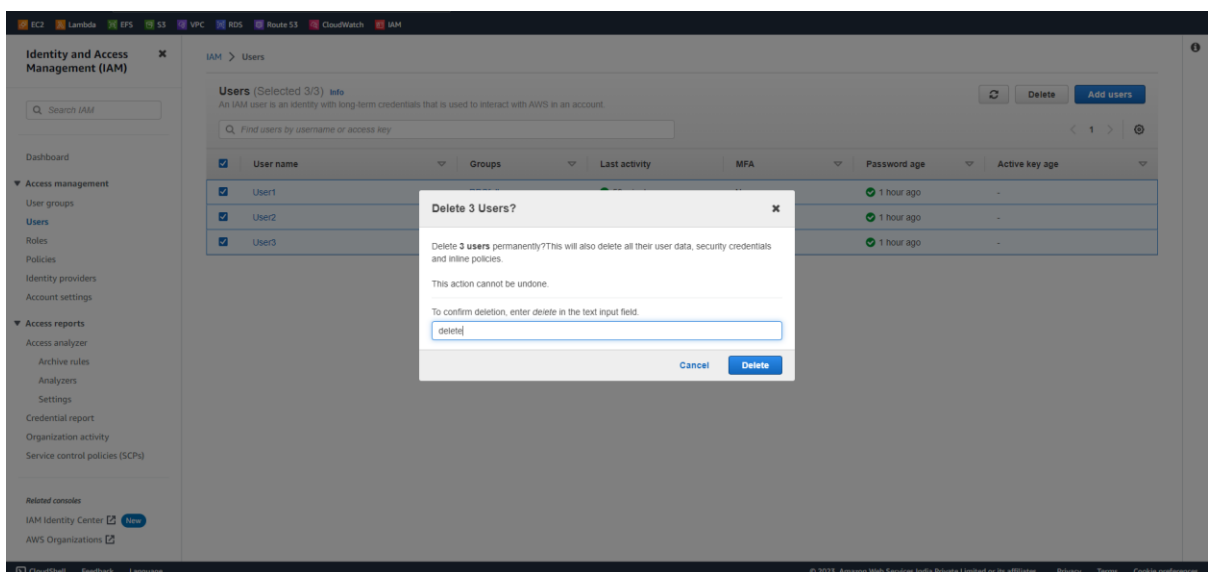 EC2 Lambda EFS S3 VPC RDS Route 53 CloudWatch IAM
Identity and Access
Management (IAM)
Search IAM
Dashboard
Access management
User groups
Users
Roles
Policies
Identity providers
Account settings
Access reports
Access analyzer
Archive rules
Analyzers
Settings
Credential report
Organization activity
Service control policies (SCPs)
Related consoles
IAM Identity Center New
AWS Organizations
IAM > Users
Users (Selected 3/3) Info
An IAM user is an identity with long-term credentials that is used to interact with AWS in an account.
Delete Add users
Find users by username or access key
1
User name Groups Last activity MFA Password age Active key age
User1 1 hour ago -
User2 1 hour ago -
User3 1 hour ago -
Delete 3 Users?
Delete 3 users permanently?This will also delete all their user data, security credentials
and inline policies.
This action cannot be undone.
To confirm deletion, enter delete in the text input field.
delete
Cancel Delete
CloudShell Feedback Language
© 2023, Amazon Web Services India Private Limited or its affiliates. Privacy Terms Cookie preferences